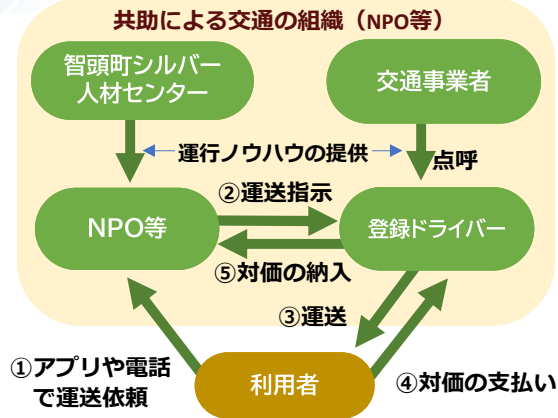 共助による交通の組織（NPO等）
智頭町シルバー
人材センター
交通事業者
運行ノウハウの提供
点呼
②運送指示
NPO等
登録ドライバー
⑤対価の納入
③運送
①アプリや電話
で運送依頼
利用者
④対価の支払い